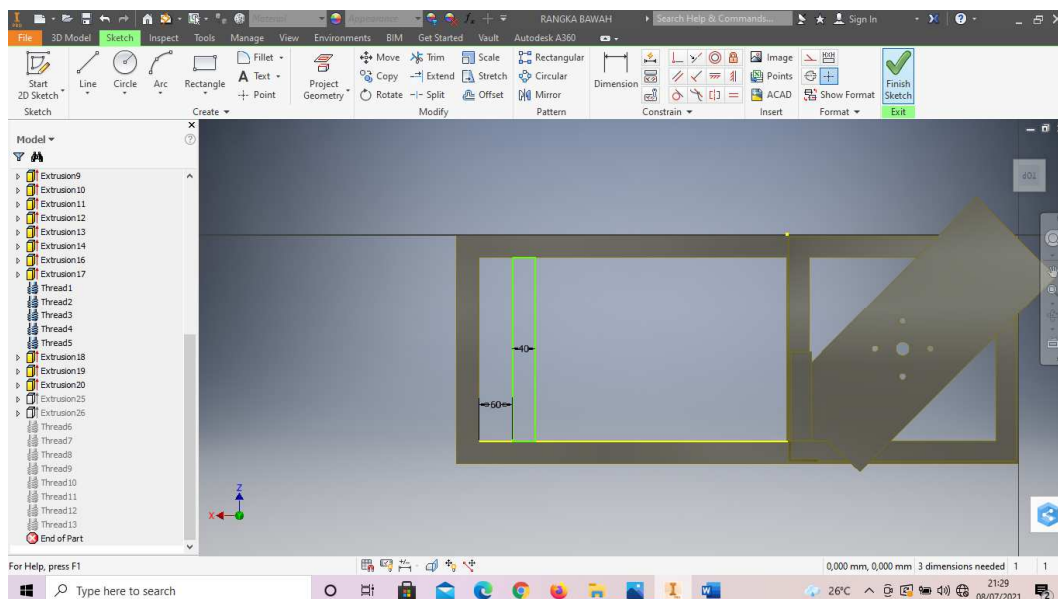 PRO
Material
Appearance
RANGKA BAWAH
Search Help & Commands...
Sign In
File 3D Model Sketch Inspect Tools Manage View Environments BIM Get Started Vault Autodesk A360
Start
2D Sketch
Line
Circle
Arc
Rectangle
Fillet
Text
Point
Project
Geometry
Move
Trim
Scale
Copy
Extend
Stretch
Rotate
Split
Offset
Rectangular
Circular
Mirror
Dimension
Image
Points
ACAD
Show Format
Finish
Sketch
Sketch Create Modify Pattern Constrain Insert Format Exit
Model
Extrusion9
Extrusion10
Extrusion11
Extrusion12
Extrusion13
Extrusion14
Extrusion16
Extrusion17
Thread1
Thread2
Thread3
Thread4
Thread5
Extrusion18
Extrusion19
Extrusion20
Extrusion25
Extrusion26
Thread6
Thread7
Thread8
Thread9
Thread10
Thread11
Thread12
Thread13
End of Part
TOP
40
60
Z
X
For Help, press F1
0,000 mm, 0,000 mm 3 dimensions needed 1 1
Type here to search
26°C
21:29
08/07/2021